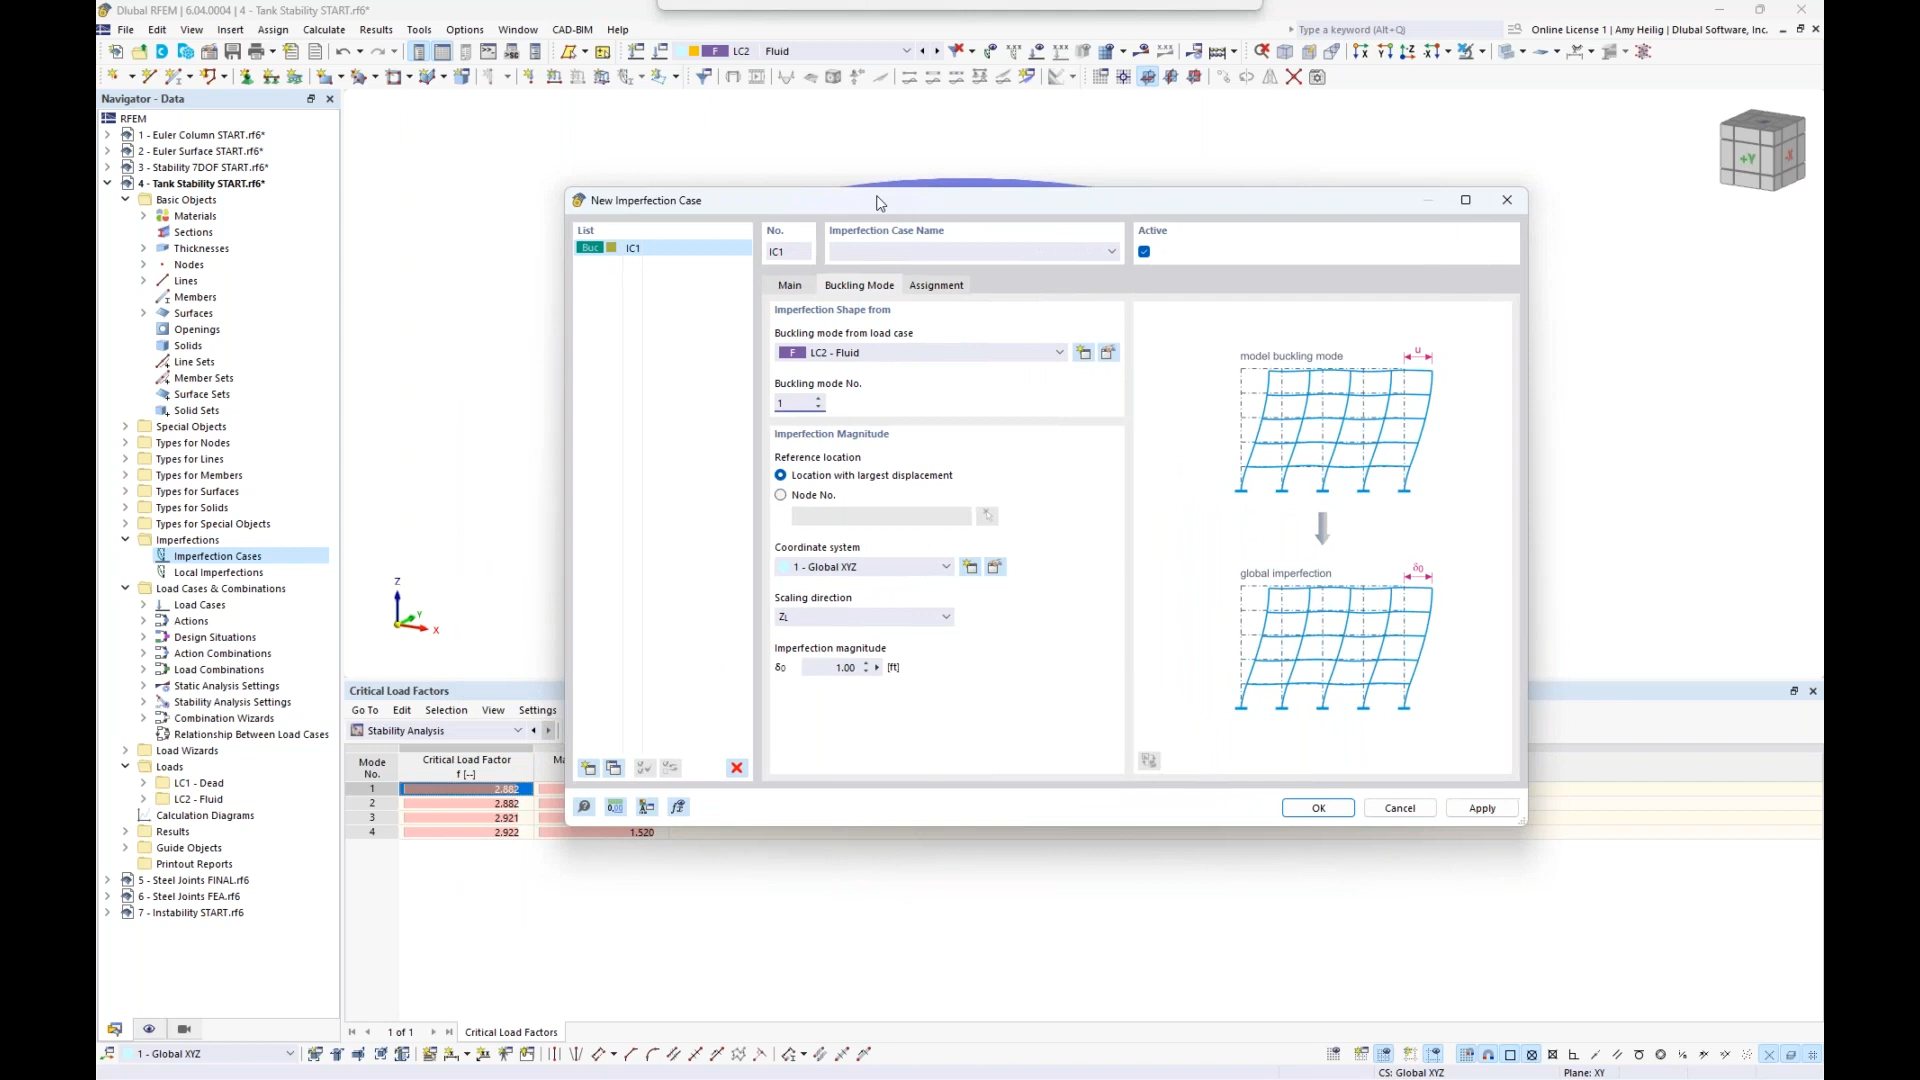 Dlubal RFEM | 6.04.0004 | 4 - Tank Stability START.rf6*
File Edit View Insert Assign Calculate Results Tools Options Window CAD-BIM Help
Type a keyword (Alt+Q)
Online License 1 | Amy Heilig | Dlubal Software, Inc.
F LC2 Fluid
Navigator - Data
RFEM
1 - Euler Column START.rf6*
2 - Euler Surface START.rf6*
3 - Stability 7DOF START.rf6*
4 - Tank Stability START.rf6*
Basic Objects
Materials
Sections
Thicknesses
Nodes
Lines
Members
Surfaces
Openings
Solids
Line Sets
Member Sets
Surface Sets
Solid Sets
Special Objects
Types for Nodes
Types for Lines
Types for Members
Types for Surfaces
Types for Solids
Types for Special Objects
Imperfections
Imperfection Cases
Local Imperfections
Load Cases & Combinations
Load Cases
Actions
Design Situations
Action Combinations
Load Combinations
Static Analysis Settings
Stability Analysis Settings
Combination Wizards
Relationship Between Load Cases
Load Wizards
Loads
LC1 - Dead
LC2 - Fluid
Calculation Diagrams
Results
Guide Objects
Printout Reports
5 - Steel Joints FINAL.rf6
6 - Steel Joints FEA.rf6
7 - Instability START.rf6
+Y
-X
Z
Y
X
New Imperfection Case
List
Buc IC1
No.
IC1
Imperfection Case Name
Active
Main Buckling Mode Assignment
Imperfection Shape from
Buckling mode from load case
F LC2 - Fluid
Buckling mode No.
1
Imperfection Magnitude
Reference location
Location with largest displacement
Node No.
Coordinate system
1 - Global XYZ
Scaling direction
ZL
Imperfection magnitude
δ0 1.00 [ft]
model buckling mode
u
global imperfection
δ0
OK Cancel Apply
Critical Load Factors
Go To Edit Selection View Settings
Stability Analysis
Mode No.
Critical Load Factor f [--]
Ma
1 2.882
2 2.882
3 2.921
4 2.922 1.520
1 of 1 Critical Load Factors
1 - Global XYZ
CS: Global XYZ
Plane: XY